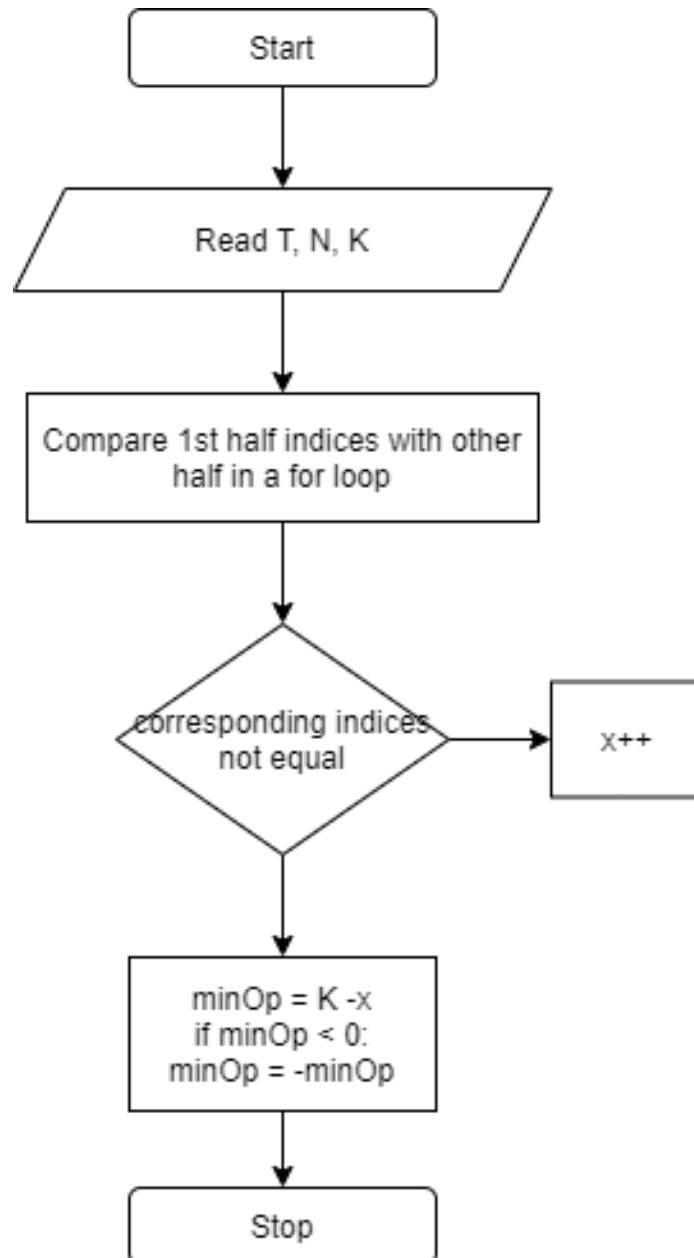 Start
Read T, N, K
Compare 1st half indices with other
half in a for loop
corresponding indices
not equal
x++
minOp = K -x
if minOp < 0:
minOp = -minOp
Stop